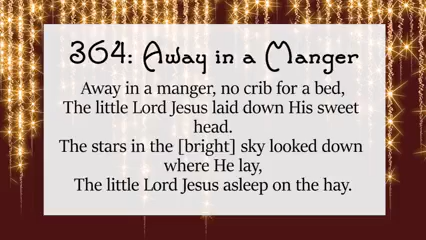 364: Away in a Manger
Away in a manger, no crib for a bed,
The little Lord Jesus laid down His sweet
head.
The stars in the [bright] sky looked down
where He lay,
The little Lord Jesus asleep on the hay.